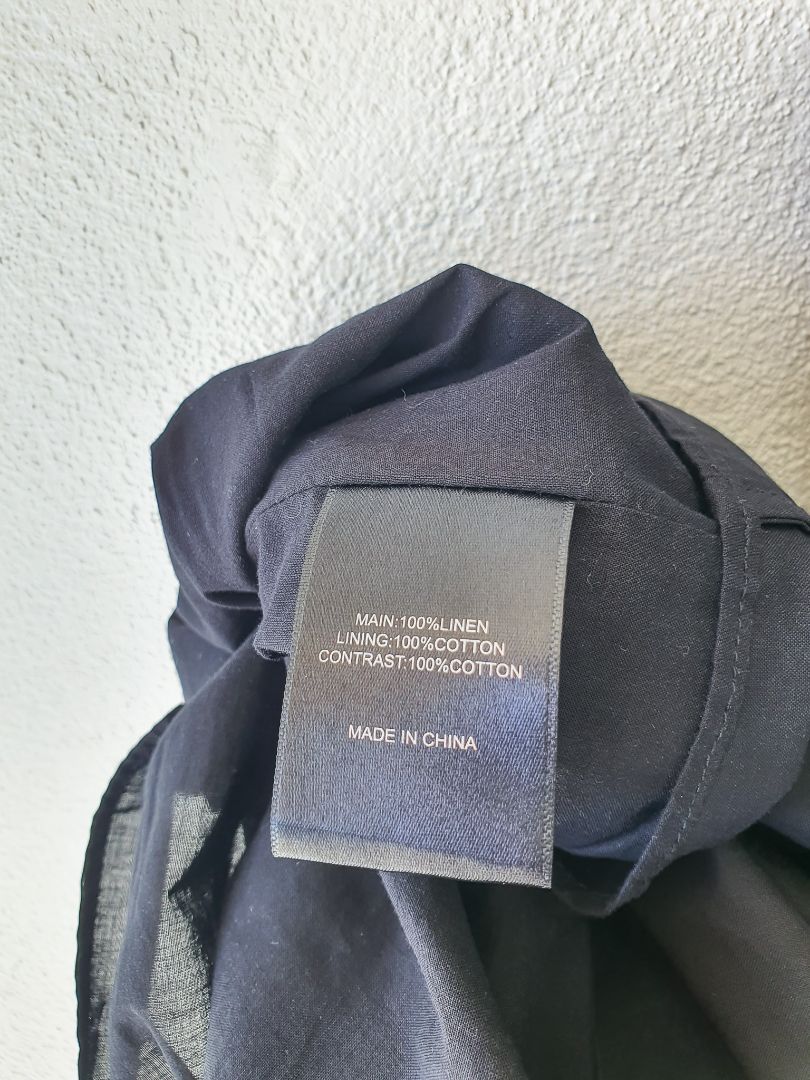 MAIN:100%LINEN
LINING:100%COTTON
CONTRAST:100%COTTON
MADE IN CHINA